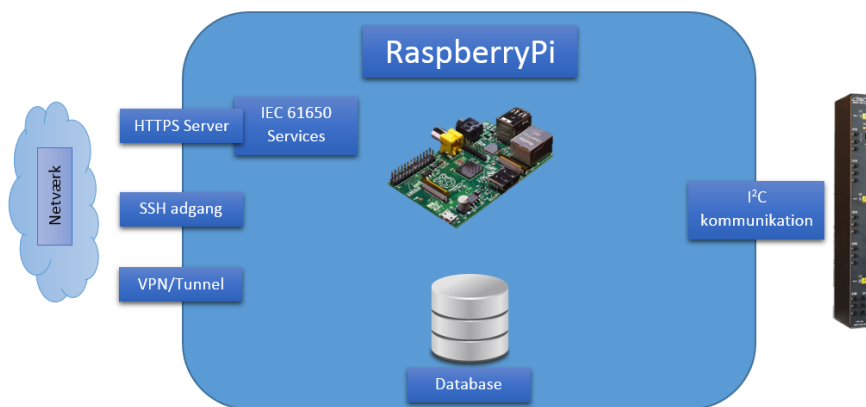 RaspberryPi
HTTPS Server
IEC 61650
Services
Netværk
SSH adgang
VPN/Tunnel
I²C
kommunikation
Database